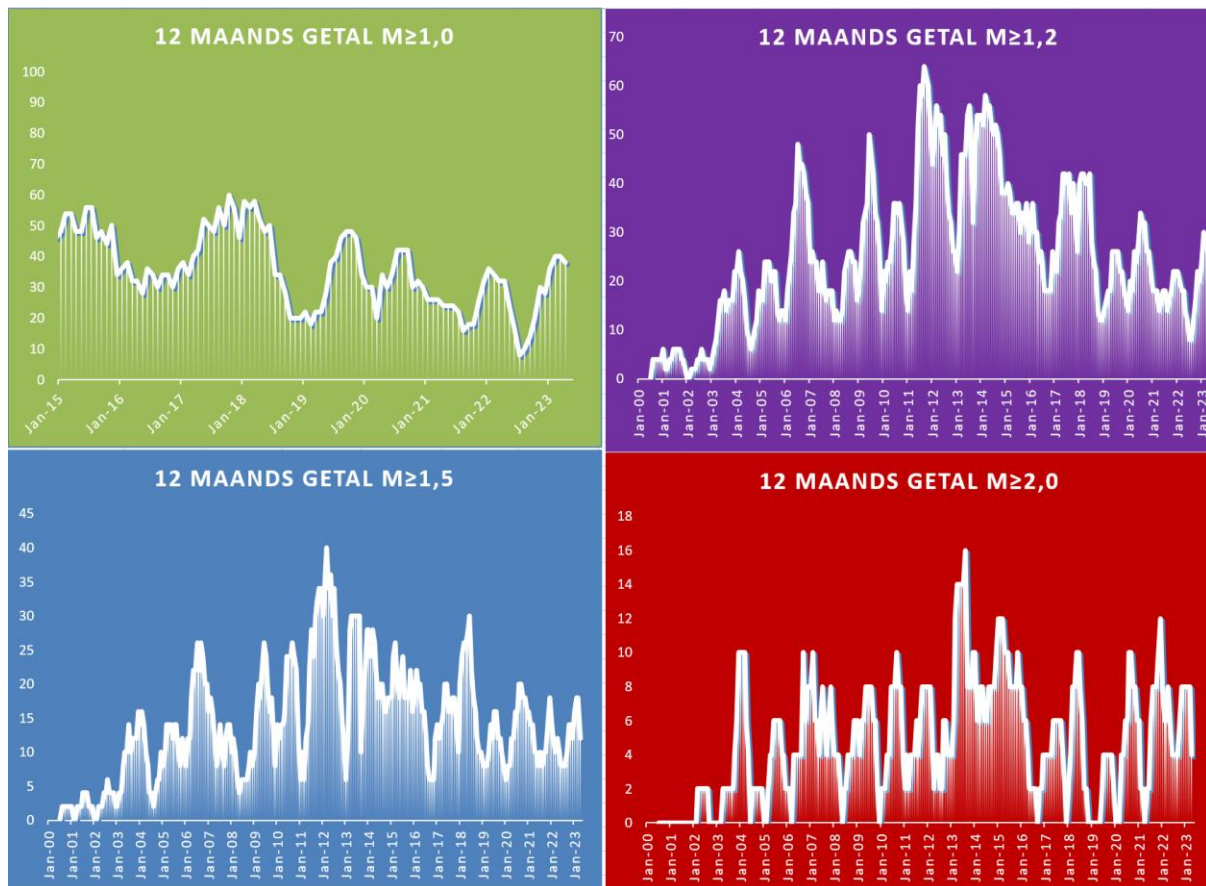 12 MAANDS GETAL M≥1,0
100
90
80
70
60
50
40
30
20
10
0
Jan-15
Jan-16
Jan-17
Jan-18
Jan-19
Jan-20
Jan-21
Jan-22
Jan-23
12 MAANDS GETAL M≥1,2
70
60
50
40
30
20
10
0
Jan-00
Jan-01
Jan-02
Jan-03
Jan-04
Jan-05
Jan-06
Jan-07
Jan-08
Jan-09
Jan-10
Jan-11
Jan-12
Jan-13
Jan-14
Jan-15
Jan-16
Jan-17
Jan-18
Jan-19
Jan-20
Jan-21
Jan-22
Jan-23
12 MAANDS GETAL M≥1,5
45
40
35
30
25
20
15
10
5
0
Jan-00
Jan-01
Jan-02
Jan-03
Jan-04
Jan-05
Jan-06
Jan-07
Jan-08
Jan-09
Jan-10
Jan-11
Jan-12
Jan-13
Jan-14
Jan-15
Jan-16
Jan-17
Jan-18
Jan-19
Jan-20
Jan-21
Jan-22
Jan-23
12 MAANDS GETAL M≥2,0
18
16
14
12
10
8
6
4
2
0
Jan-00
Jan-01
Jan-02
Jan-03
Jan-04
Jan-05
Jan-06
Jan-07
Jan-08
Jan-09
Jan-10
Jan-11
Jan-12
Jan-13
Jan-14
Jan-15
Jan-16
Jan-17
Jan-18
Jan-19
Jan-20
Jan-21
Jan-22
Jan-23